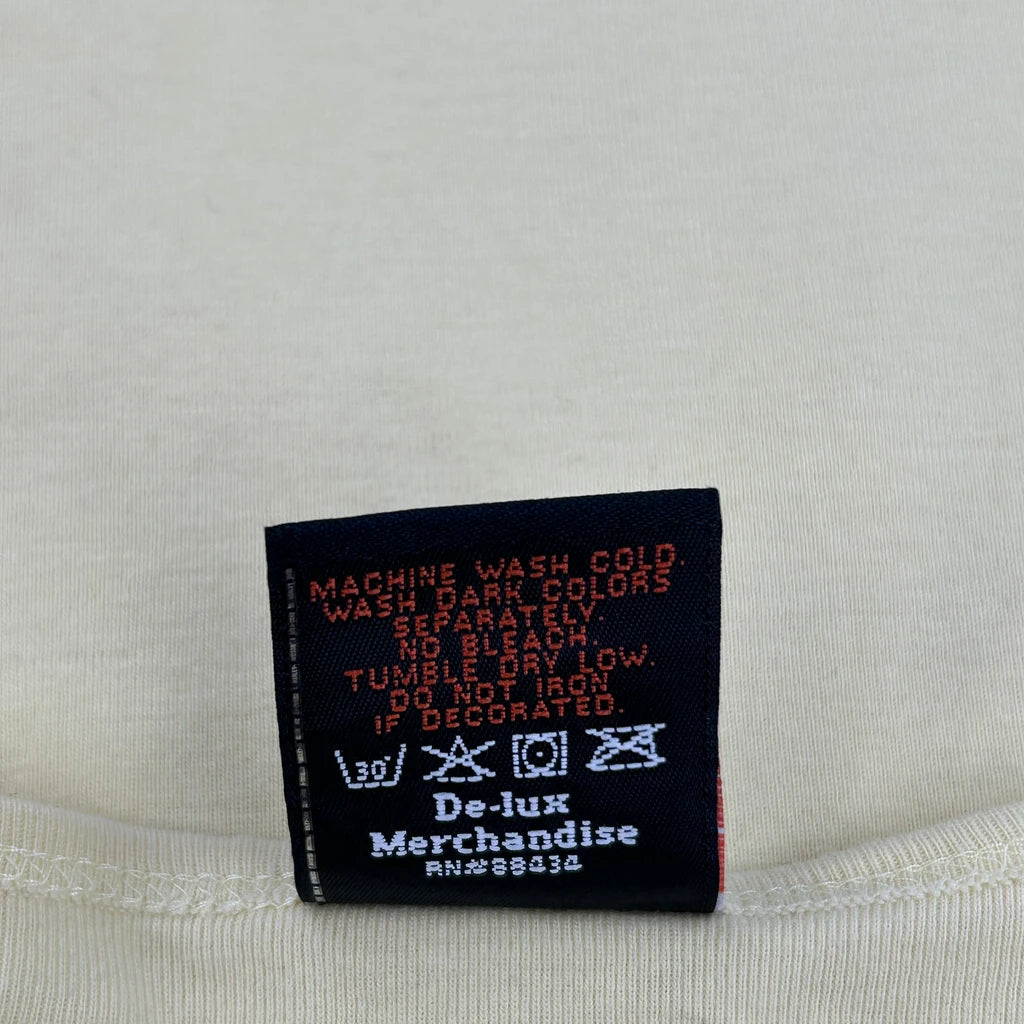 MACHINE WASH COLD.
WASH DARK COLORS
SEPARATELY.
NO BLEACH.
TUMBLE DRY LOW.
DO NOT IRON
IF DECORATED.
30°
De-lux
Merchandise
RN#88434